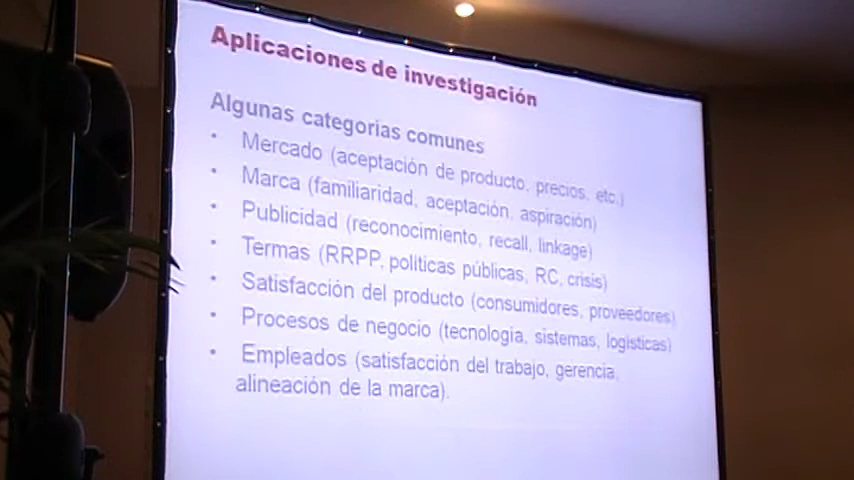 Aplicaciones de investigación
Algunas categorías comunes
• Mercado (aceptación de producto, precios, etc.)
• Marca (familiaridad, aceptación, aspiración)
• Publicidad (reconocimiento, recall, linkage)
• Termas (RRPP, políticas públicas, RC, crisis)
• Satisfacción del producto (consumidores, proveedores)
• Procesos de negocio (tecnología, sistemas, logísticas)
• Empleados (satisfacción del trabajo, gerencia,
alineación de la marca).